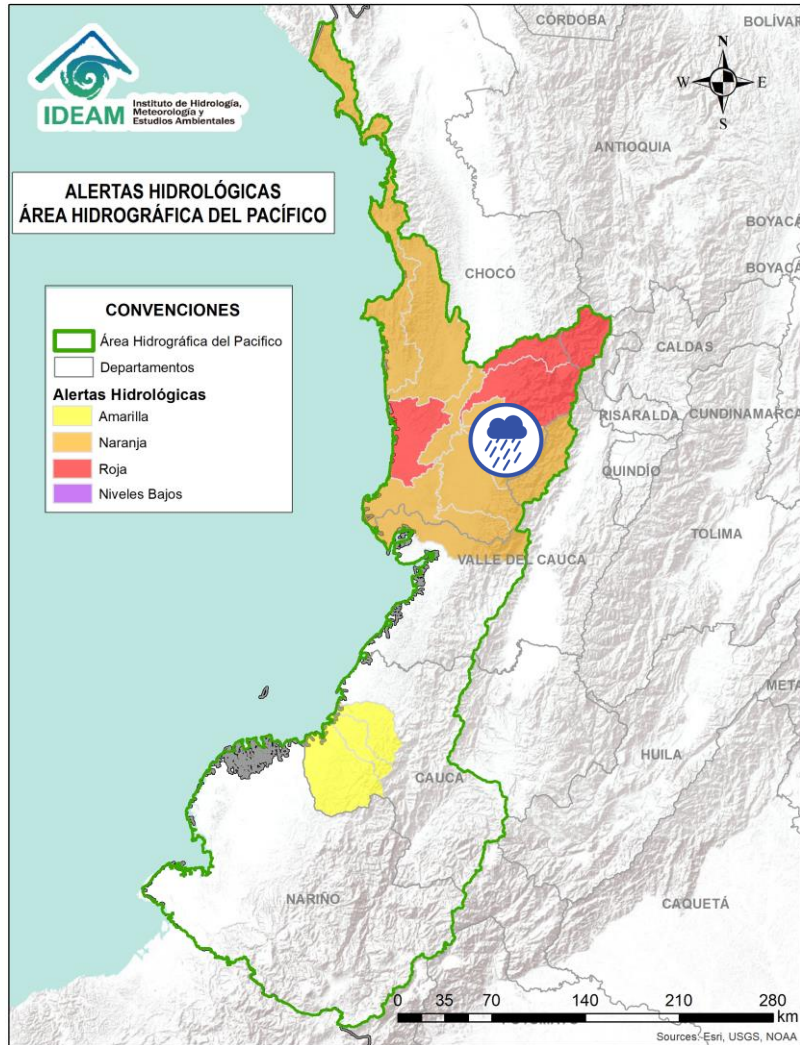 IDEAM
Instituto de Hidrología,
Meteorología y
Estudios Ambientales
CÓRDOBA
BOLÍVAR
N
W
E
S
ANTIOQUIA
ALERTAS HIDROLÓGICAS
ÁREA HIDROGRÁFICA DEL PACÍFICO
BOYACÁ
BOYACÁ
CHOCÓ
CONVENCIONES
Área Hidrográfica del Pacifico
Departamentos
Alertas Hidrológicas
Amarilla
Naranja
Roja
Niveles Bajos
CALDAS
RISARALDA
CUNDINAMARCA
QUINDÍO
TOLIMA
VALLE DEL CAUCA
META
HUILA
CAUCA
NARIÑO
CAQUETÁ
0 35 70 140 210 280
km
Sources: Esri, USGS, NOAA